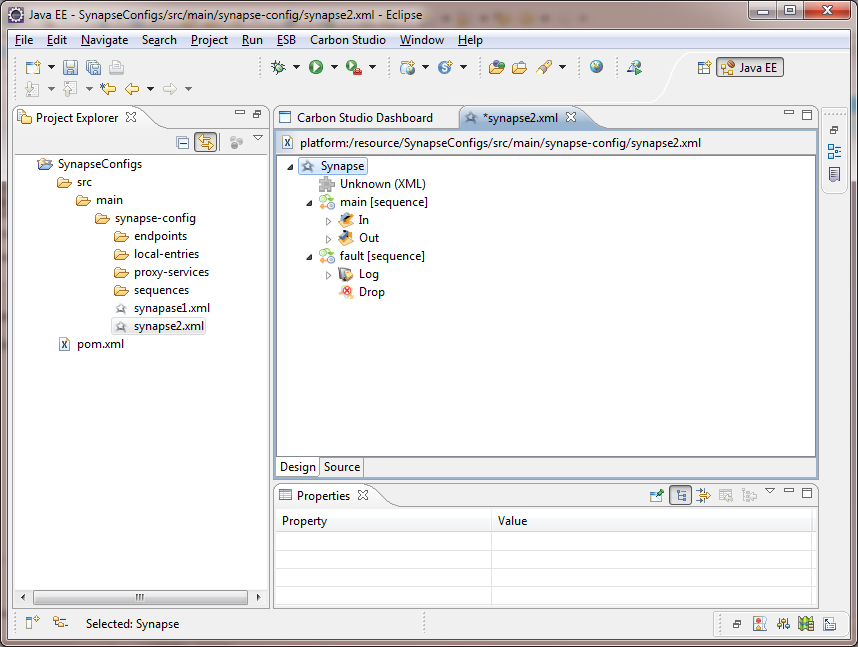 Java EE - SynapseConfigs/src/main/synapse-config/synapse2.xml - Eclipse
File Edit Navigate Search Project Run ESB Carbon Studio Window Help
Java EE
Project Explorer
SynapseConfigs
src
main
synapse-config
endpoints
local-entries
proxy-services
sequences
synapase1.xml
synapse2.xml
pom.xml
Carbon Studio Dashboard
*synapse2.xml
platform:/resource/SynapseConfigs/src/main/synapse-config/synapse2.xml
Synapse
Unknown (XML)
main [sequence]
In
Out
fault [sequence]
Log
Drop
Design Source
Properties
Property Value
Selected: Synapse